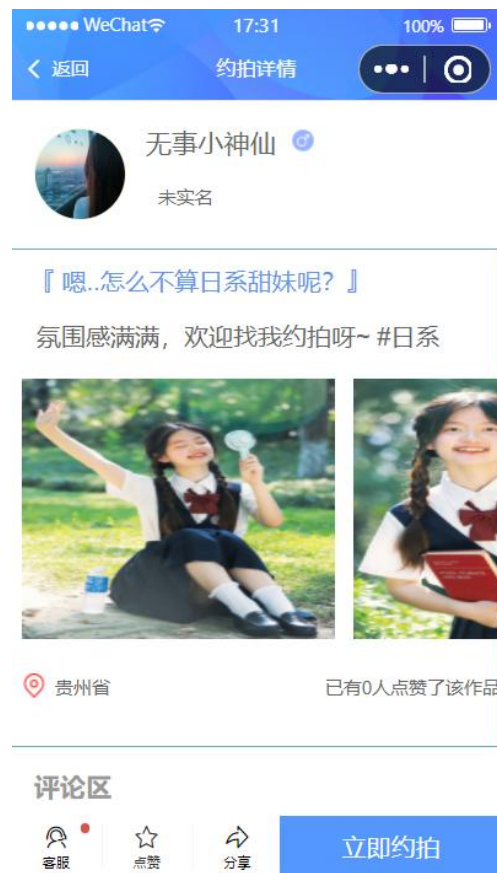 WeChat 17:31 100%
返回 约拍详情
无事小神仙
未实名
『 嗯..怎么不算日系甜妹呢？』
氛围感满满，欢迎找我约拍呀~ #日系
贵州省 已有0人点赞了该作品
评论区
客服 点赞 分享 立即约拍